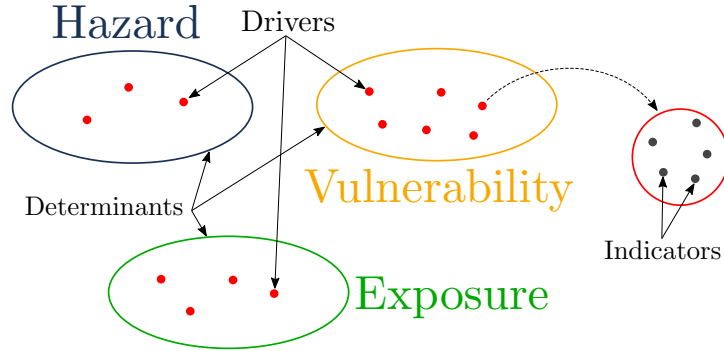 Hazard
Drivers
Vulnerability
Determinants
Indicators
Exposure